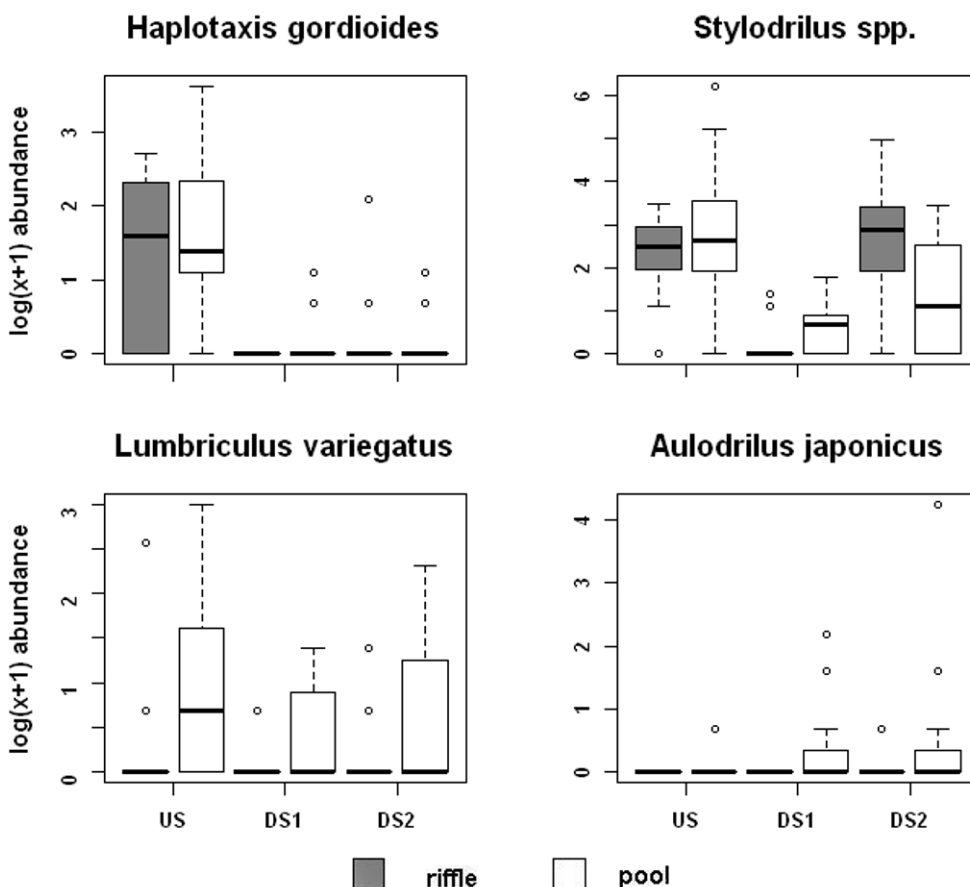 Haplotaxis gordioides
Stylodrilus spp.
log(x+1) abundance
3
2
1
0
6
4
2
0
Lumbriculus variegatus
Aulodrilus japonicus
log(x+1) abundance
3
2
1
0
US
DS1
DS2
4
3
2
1
0
US
DS1
DS2
riffle
pool